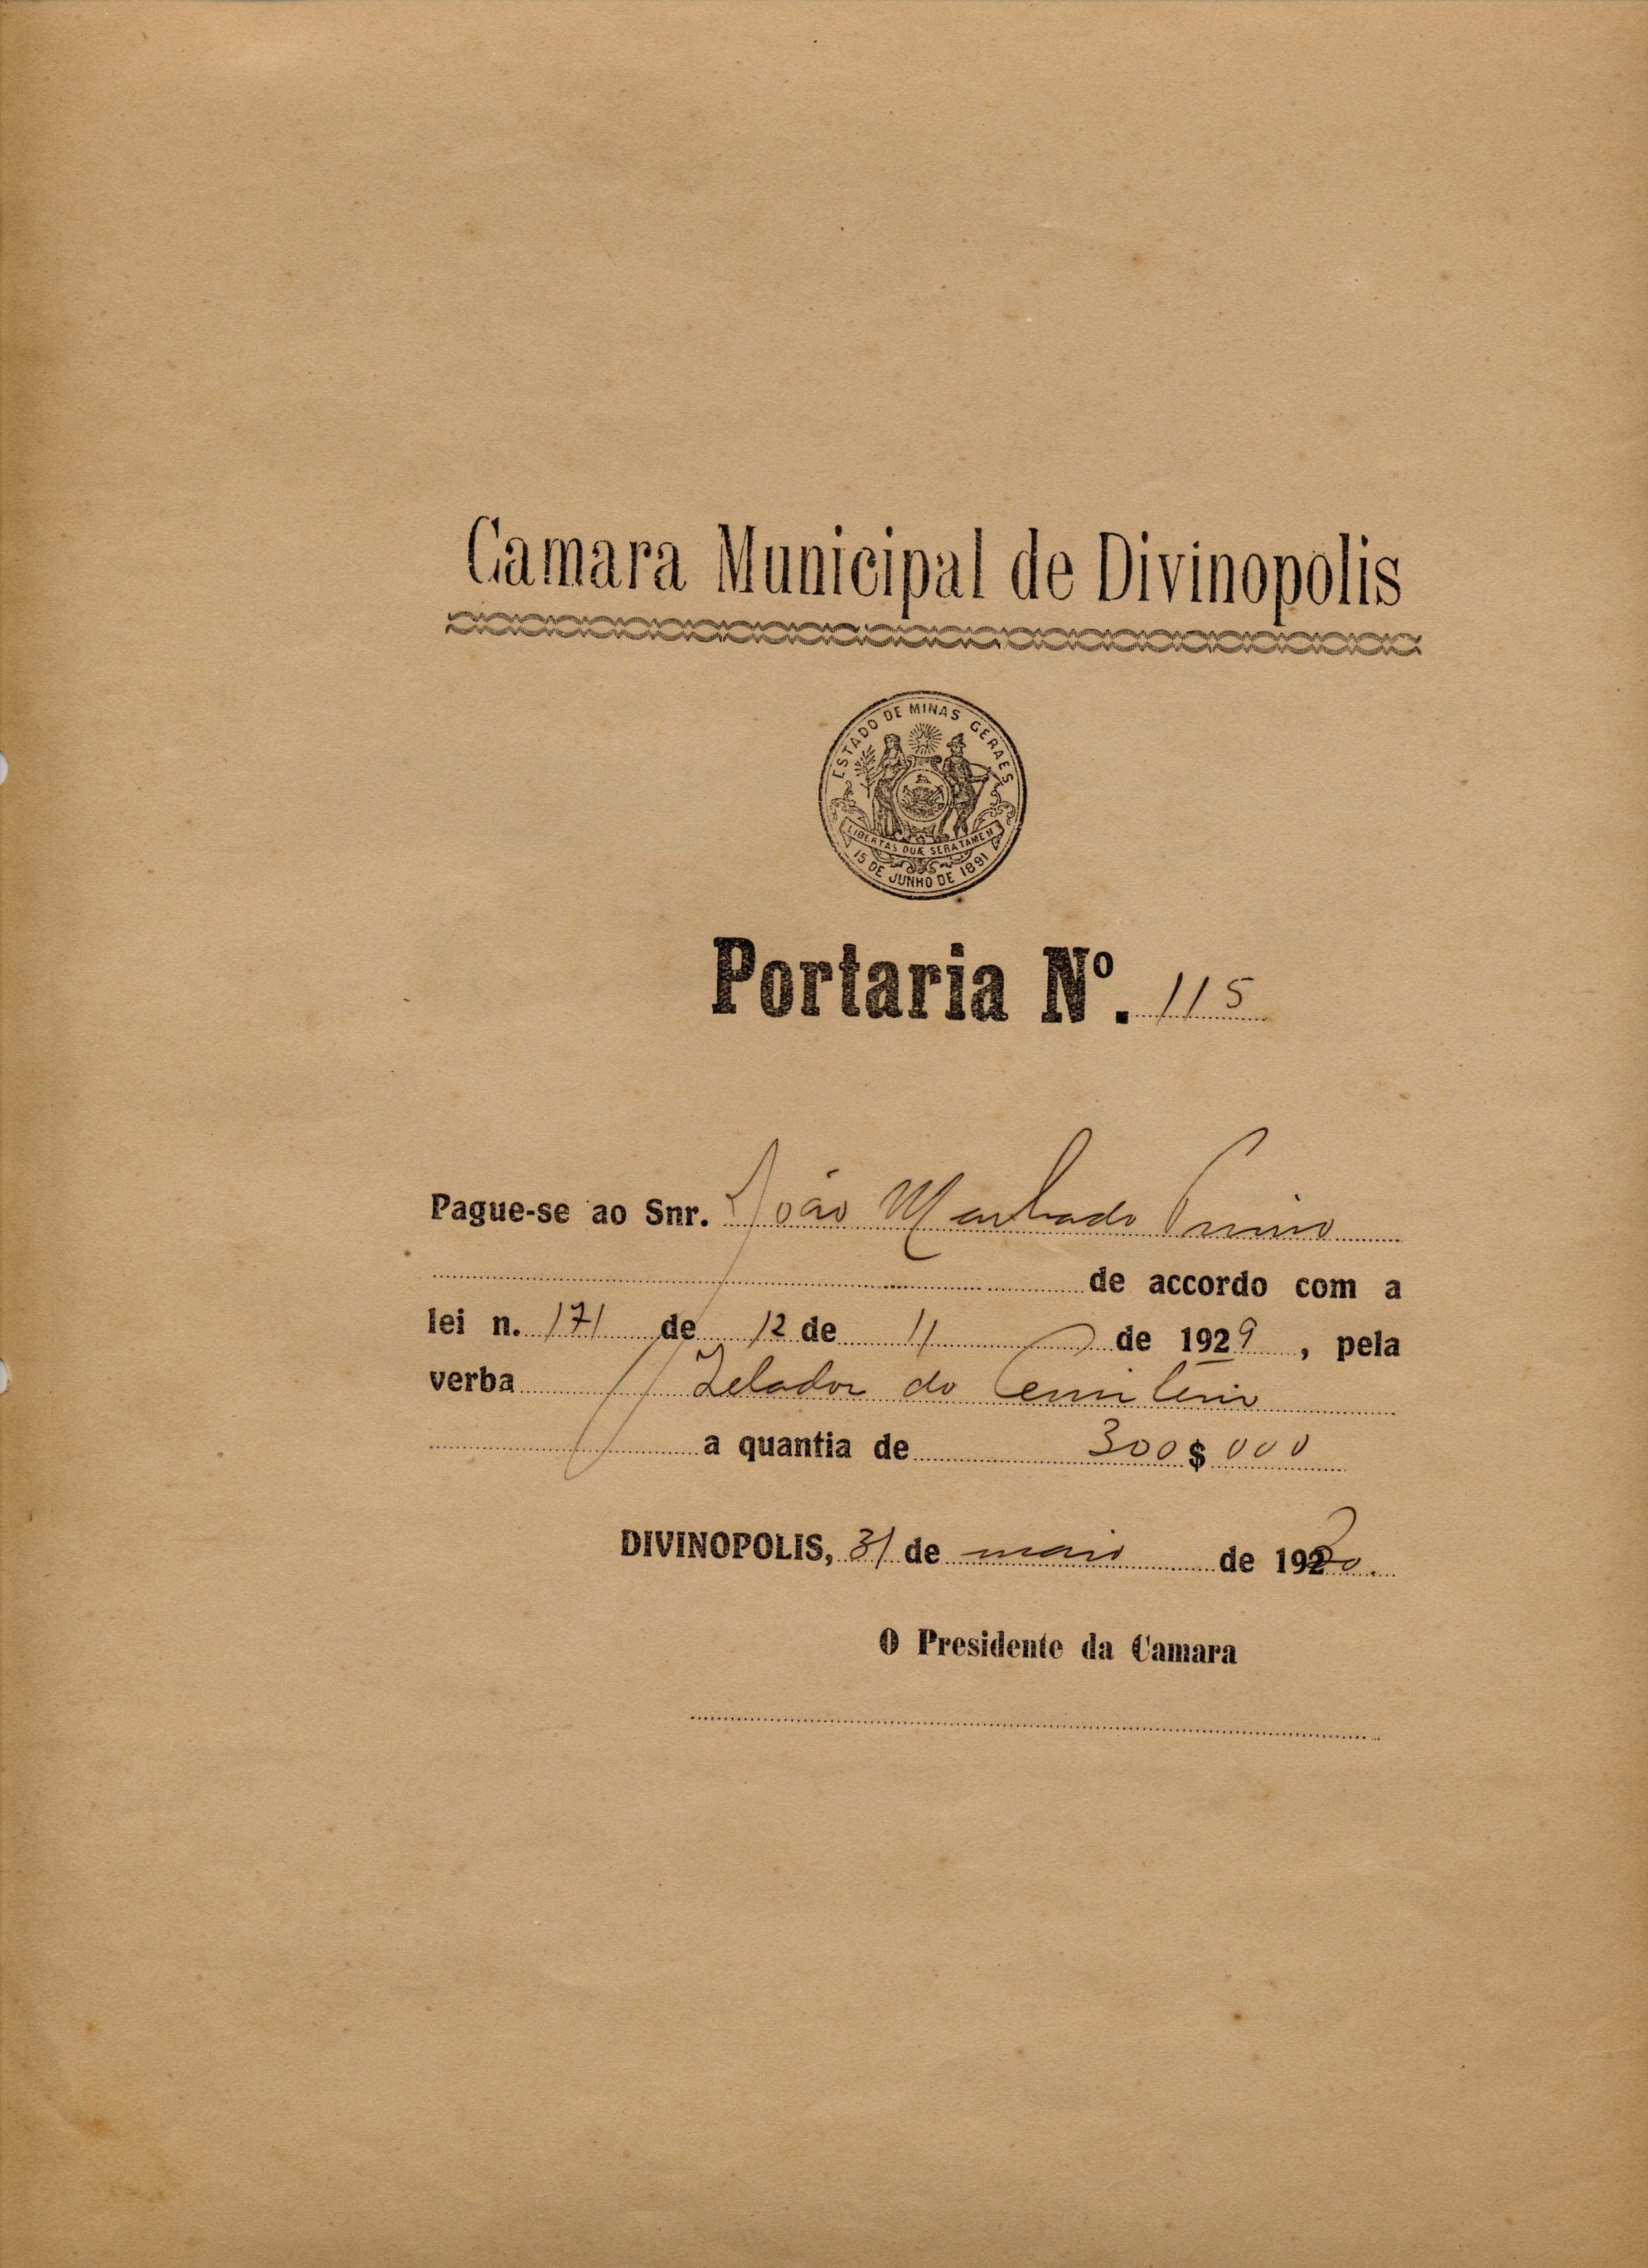 Camara Municipal de Divinopolis
ESTADO DE MINAS GERAES
LIBERTAS QUÆ SERA TAMEN
15 DE JUNHO DE 1891
Portaria Nº. 115
Pague-se ao Snr. João Machado
de accordo com a
lei n. 171 de 12 de 11 de 1929, pela
verba Zelador do Cemiterio
a quantia de 300$000
DIVINOPOLIS, 31 de maio de 1930.
O Presidente da Camara